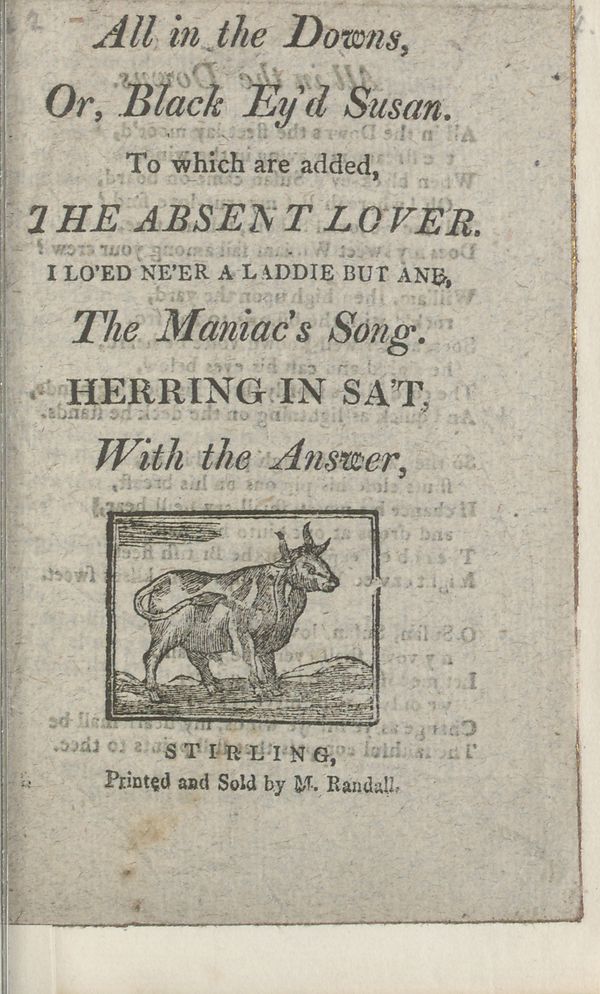 All in the Downs,
Or, Black Ey'd Susan.
To which are added,
THE ABSENT LOVER.
I LO'ED NE'ER A LADDIE BUT ANE,
The Maniac's Song.
HERRING IN SA'T,
With the Answer,
STIRLING,
Printed and Sold by M. Randall.